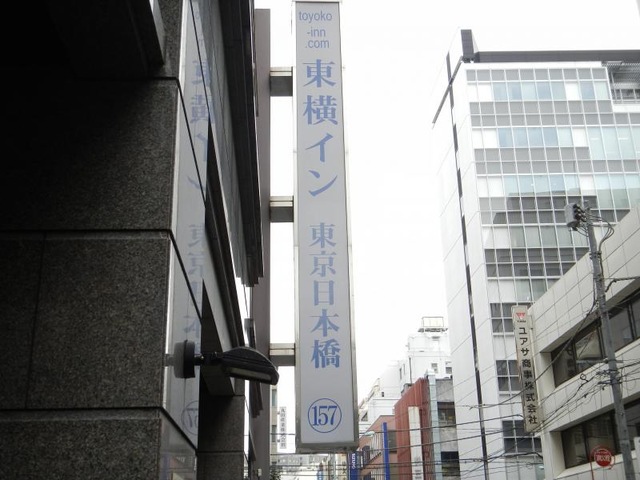 toyoko
-inn
.com
東横イン
東京日本橋
157
ユアサ商事株式会社